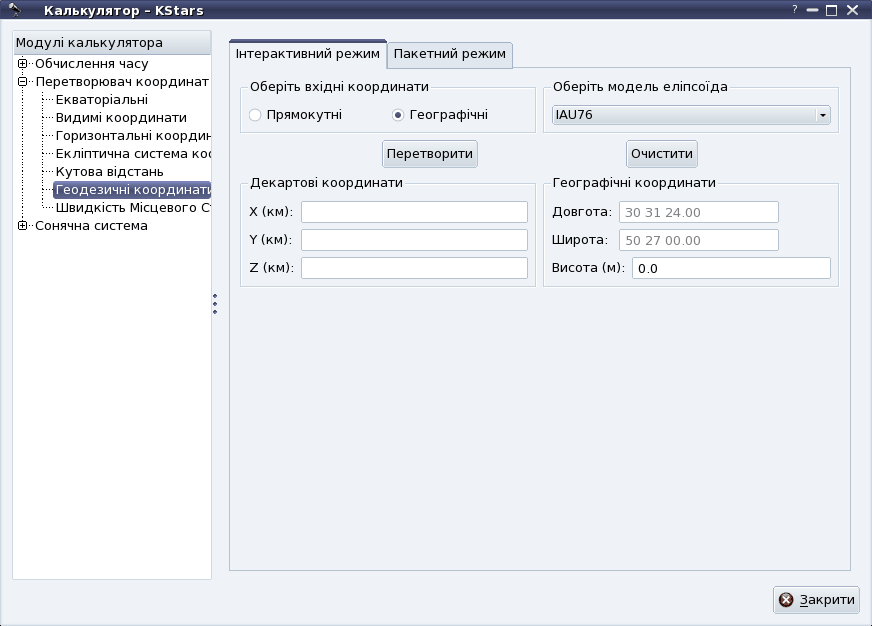 Калькулятор – KStars
?
Модулі калькулятора
Обчислення часу
Перетворювач координат
Екваторіальні
Видимі координати
Горизонтальні координ
Екліптична система коо
Кутова відстань
Геодезичні координати
Швидкість Місцевого С
Сонячна система
Інтерактивний режим
Пакетний режим
Оберіть вхідні координати
Прямокутні
Географічні
Оберіть модель еліпсоїда
IAU76
Перетворити
Очистити
Декартові координати
X (км):
Y (км):
Z (км):
Географічні координати
Довгота: 30 31 24.00
Широта: 50 27 00.00
Висота (м): 0.0
Закрити